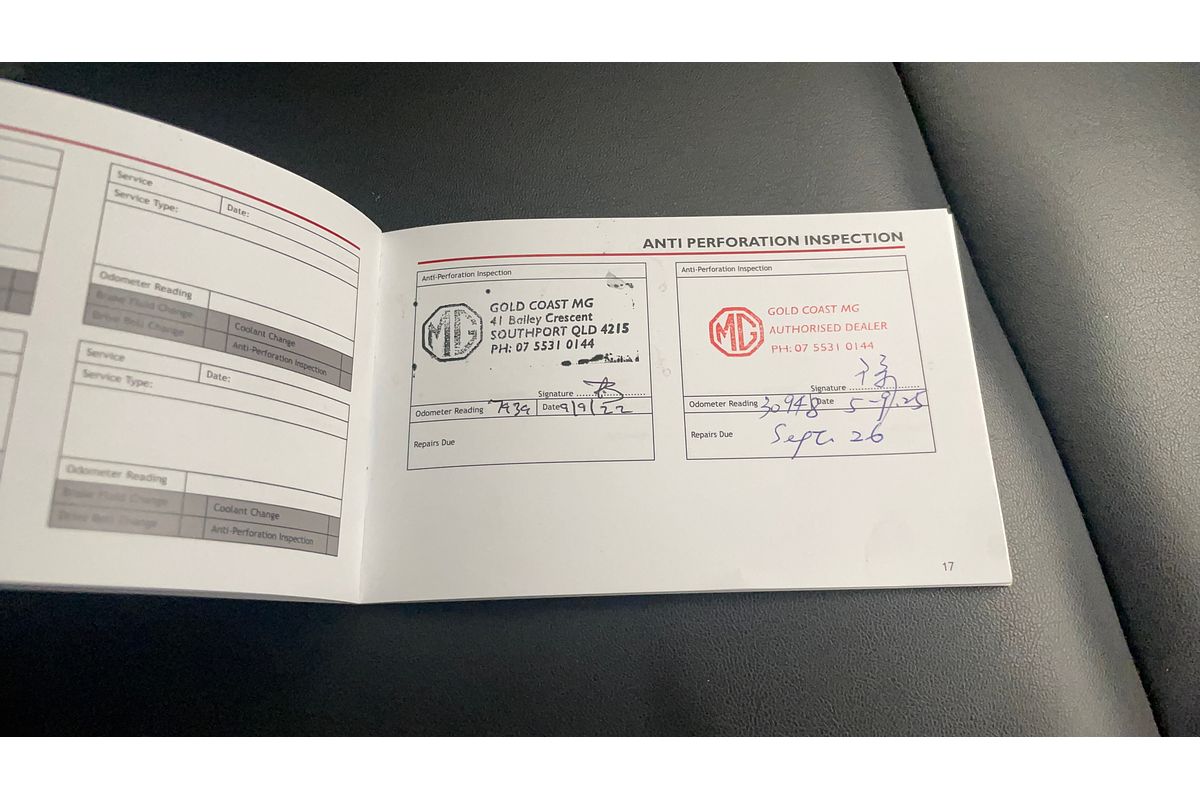 Service
Service Type:
Date:
Odometer Reading
Brake Fluid Change
Coolant Change
Drive Belt Change
Anti-Perforation Inspection
Service
Service Type:
Date:
Odometer Reading
Brake Fluid Change
Coolant Change
Drive Belt Change
Anti-Perforation Inspection
ANTI PERFORATION INSPECTION
Anti-Perforation Inspection
MG
GOLD COAST MG
41 Bailey Crescent
SOUTHPORT QLD 4215
PH: 07 5531 0144
Signature
Odometer Reading 7939 Date 9/9/22
Repairs Due
Anti-Perforation Inspection
MG
GOLD COAST MG
AUTHORISED DEALER
PH: 07 5531 0144
Signature
Odometer Reading 30948 Date 5-9.25
Repairs Due Sept. 26
17